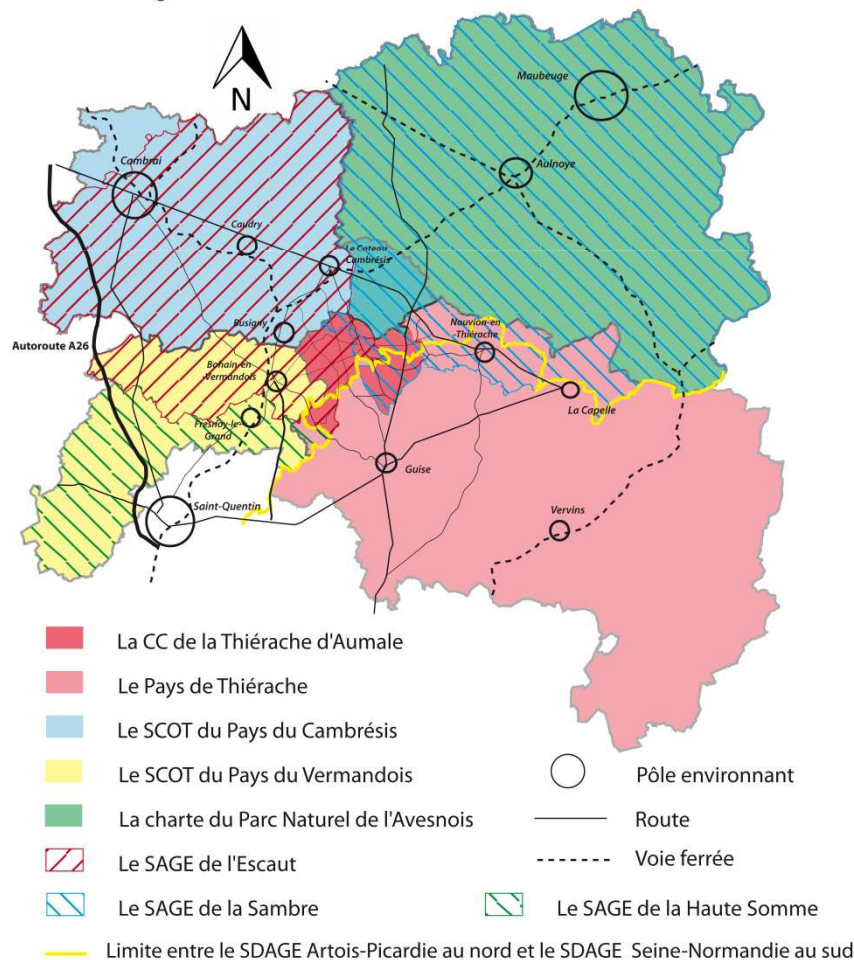 N
Maubeuge
Cambrai
Aulnoye
Caudry
Le Cateau
Cambrésis
Autoroute A26
Busigny
Nouvion-en
-Thiérache
Bohain-en
-Vermandois
La Capelle
Fresnoy-le
Grand
Guise
Saint-Quentin
Vervins
La CC de la Thiérache d'Aumale
Le Pays de Thiérache
Le SCOT du Pays du Cambrésis
Le SCOT du Pays du Vermandois
Pôle environnant
La charte du Parc Naturel de l'Avesnois
Route
Le SAGE de l'Escaut
Voie ferrée
Le SAGE de la Sambre
Le SAGE de la Haute Somme
Limite entre le SDAGE Artois-Picardie au nord et le SDAGE Seine-Normandie au sud